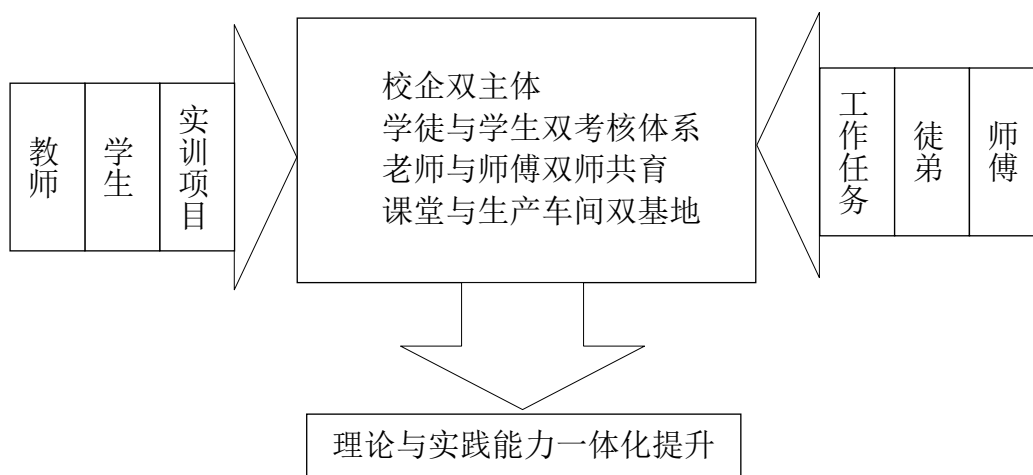 教师
学生
实训项目
校企双主体
学徒与学生双考核体系
老师与师傅双师共育
课堂与生产车间双基地
工作任务
徒弟
师傅
理论与实践能力一体化提升